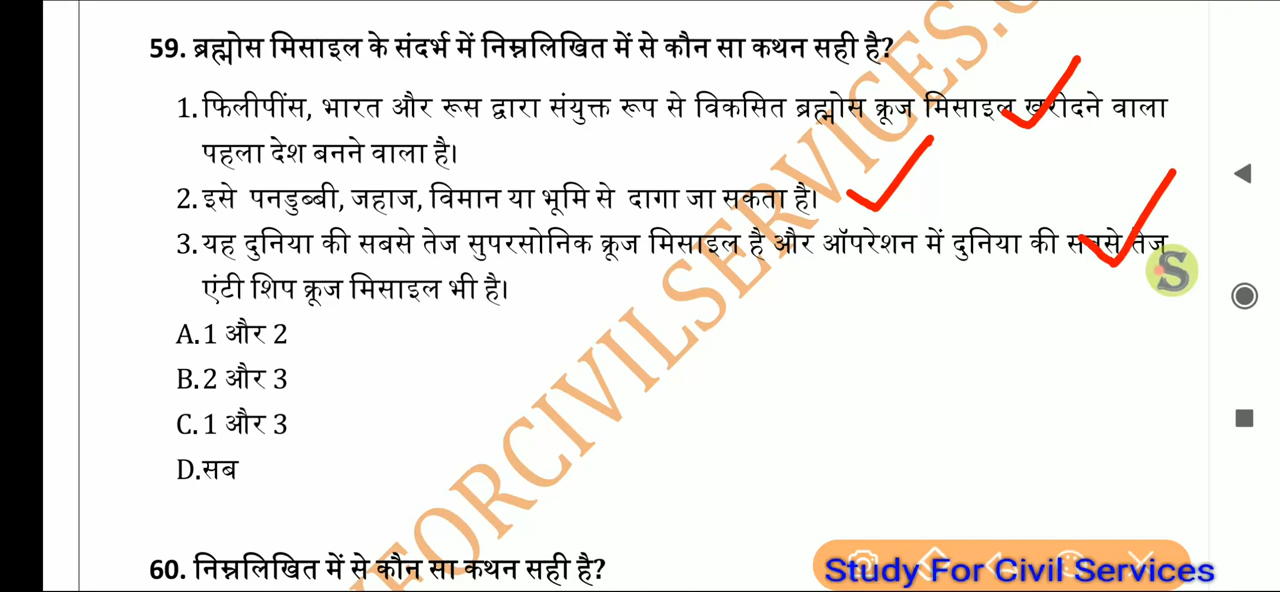 59. ब्रह्मोस मिसाइल के संदर्भ में निम्नलिखित में से कौन सा कथन सही है?
1. फिलीपींस, भारत और रूस द्वारा संयुक्त रूप से विकसित ब्रह्मोस क्रूज मिसाइल खरीदने वाला
पहला देश बनने वाला है।
2. इसे पनडुब्बी, जहाज, विमान या भूमि से दागा जा सकता है।
3. यह दुनिया की सबसे तेज सुपरसोनिक क्रूज मिसाइल है और ऑपरेशन में दुनिया की सबसे तेज
एंटी शिप क्रूज मिसाइल भी है।
A. 1 और 2
B. 2 और 3
C. 1 और 3
D. सब
60. निम्नलिखित में से कौन सा कथन सही है?
Study For Civil Services
YFORCIVILSERVICES.C
S